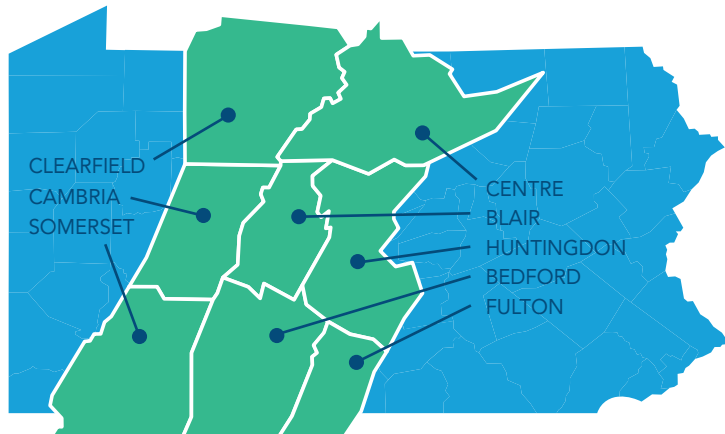 CLEARFIELD
CAMBRIA
SOMERSET
CENTRE
BLAIR
HUNTINGDON
BEDFORD
FULTON